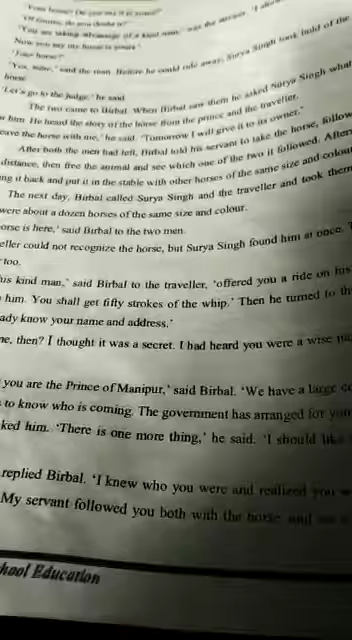 'Your horse?
'Of course, do you doubt it?'
'You are taking advantage of a kind man,' was the answer.
Now you say my horse is yours.'
'Your horse?'
'Yes, mine,' said the man. Before he could ride away, Surya Singh took hold of the
horse.
'Let's go to the judge,' he said.
The two came to Birbal. When Birbal saw them he asked Surya Singh what
him. He heard the story of the horse from the prince and the traveller.
eave the horse with me,' he said. 'Tomorrow I will give it to its owner.'
After both the men had left, Birbal told his servant to take the horse, follow
distance, then free the animal and see which one of the two it followed. After
ng it back and put it in the stable with other horses of the same size and colour
The next day, Birbal called Surya Singh and the traveller and took them
were about a dozen horses of the same size and colour.
orse is here,' said Birbal to the two men.
eller could not recognize the horse, but Surya Singh found him at once.
too.
his kind man,' said Birbal to the traveller, 'offered you a ride on his
him. You shall get fifty strokes of the whip.' Then he turned to th
ady know your name and address.'
ne, then? I thought it was a secret. I had heard you were a wise
you are the Prince of Manipur,' said Birbal. 'We have a large
to know who is coming. The government has arranged for you
ked him. 'There is one more thing,' he said. 'I should like
replied Birbal. 'I knew who you were and realized you
My servant followed you both with the horse and
hool Education